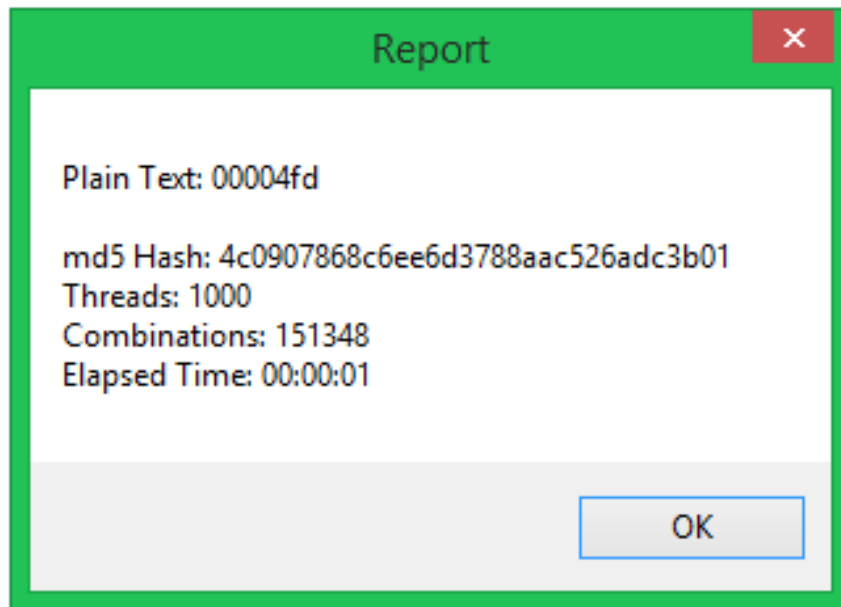 Report
Plain Text: 00004fd
md5 Hash: 4c0907868c6ee6d3788aac526adc3b01
Threads: 1000
Combinations: 151348
Elapsed Time: 00:00:01
OK